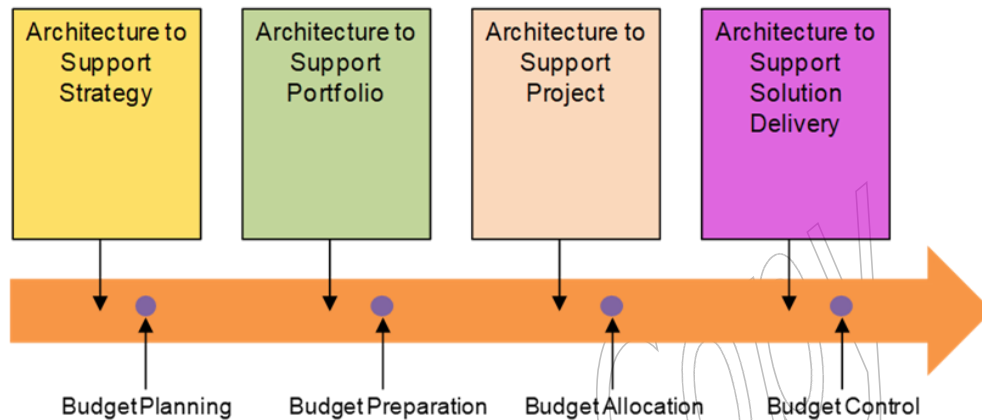 Architecture to
Support
Strategy
Architecture to
Support
Portfolio
Architecture to
Support
Project
Architecture to
Support
Solution
Delivery
Budget Planning
Budget Preparation
Budget Allocation
Budget Control